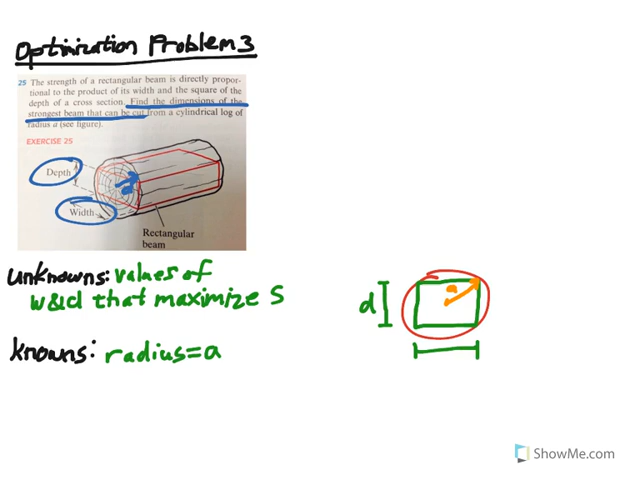 Optimization Problem 3
25 The strength of a rectangular beam is directly propor-
tional to the product of its width and the square of the
depth of a cross section. Find the dimensions of the
strongest beam that can be cut from a cylindrical log of
radius a (see figure).
EXERCISE 25
Depth
Width
Rectangular
beam
unknowns: values of
w&d that maximize S
knowns: radius=a
d
a
ShowMe.com